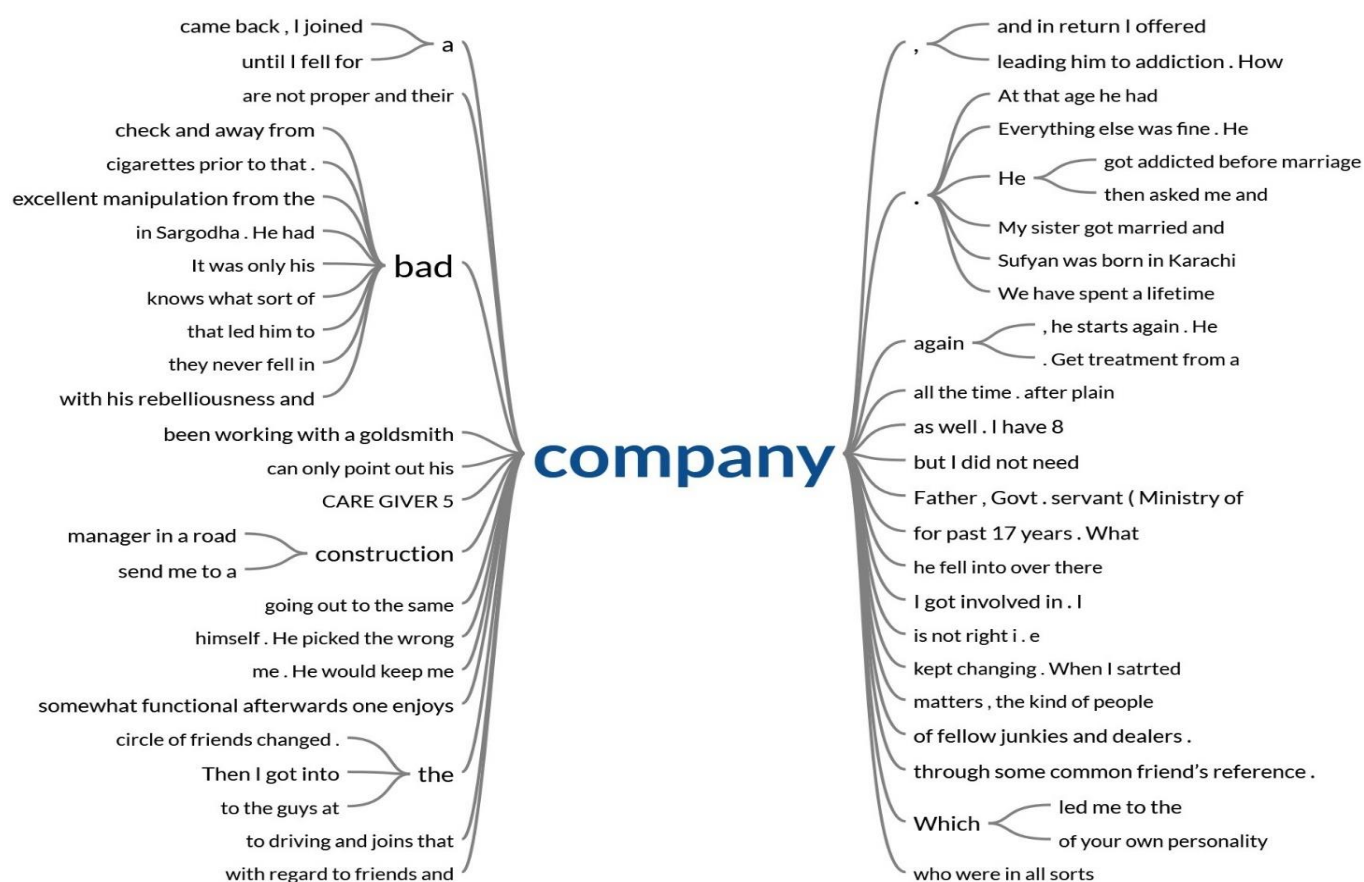 came back , I joined
until I fell for
a
are not proper and their
check and away from
cigarettes prior to that .
excellent manipulation from the
in Sargodha . He had
It was only his
knows what sort of
that led him to
they never fell in
with his rebelliousness and
bad
been working with a goldsmith
can only point out his
CARE GIVER 5
manager in a road
send me to a
construction
going out to the same
himself . He picked the wrong
me . He would keep me
somewhat functional afterwards one enjoys
circle of friends changed .
Then I got into
to the guys at
the
to driving and joins that
with regard to friends and
company
,
and in return I offered
leading him to addiction . How
.
At that age he had
Everything else was fine . He
He
got addicted before marriage
then asked me and
My sister got married and
Sufyan was born in Karachi
We have spent a lifetime
again
, he starts again . He
. Get treatment from a
all the time . after plain
as well . I have 8
but I did not need
Father , Govt . servant ( Ministry of
for past 17 years . What
he fell into over there
I got involved in . I
is not right i . e
kept changing . When I satrted
matters , the kind of people
of fellow junkies and dealers .
through some common friend’s reference .
Which
led me to the
of your own personality
who were in all sorts